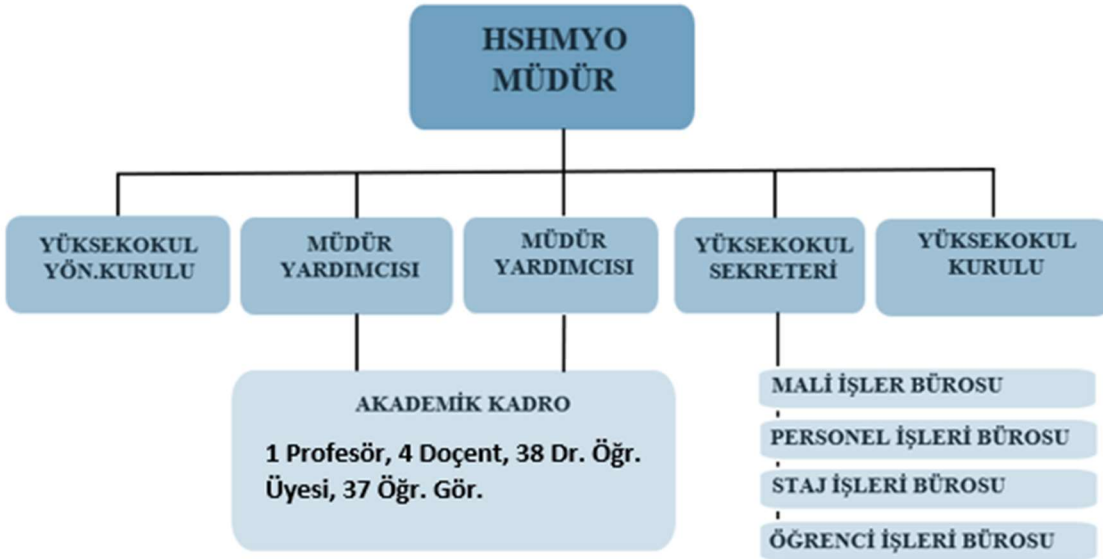 HSHMYO
MÜDÜR
YÜKSEKOKUL
YÖN.KURULU
MÜDÜR
YARDIMCISI
MÜDÜR
YARDIMCISI
YÜKSEKOKUL
SEKRETERİ
YÜKSEKOKUL
KURULU
AKADEMİK KADRO
1 Profesör, 4 Doçent, 38 Dr. Öğr.
Üyesi, 37 Öğr. Gör.
MALİ İŞLER BÜROSU
PERSONEL İŞLERİ BÜROSU
STAJ İŞLERİ BÜROSU
ÖĞRENCİ İŞLERİ BÜROSU